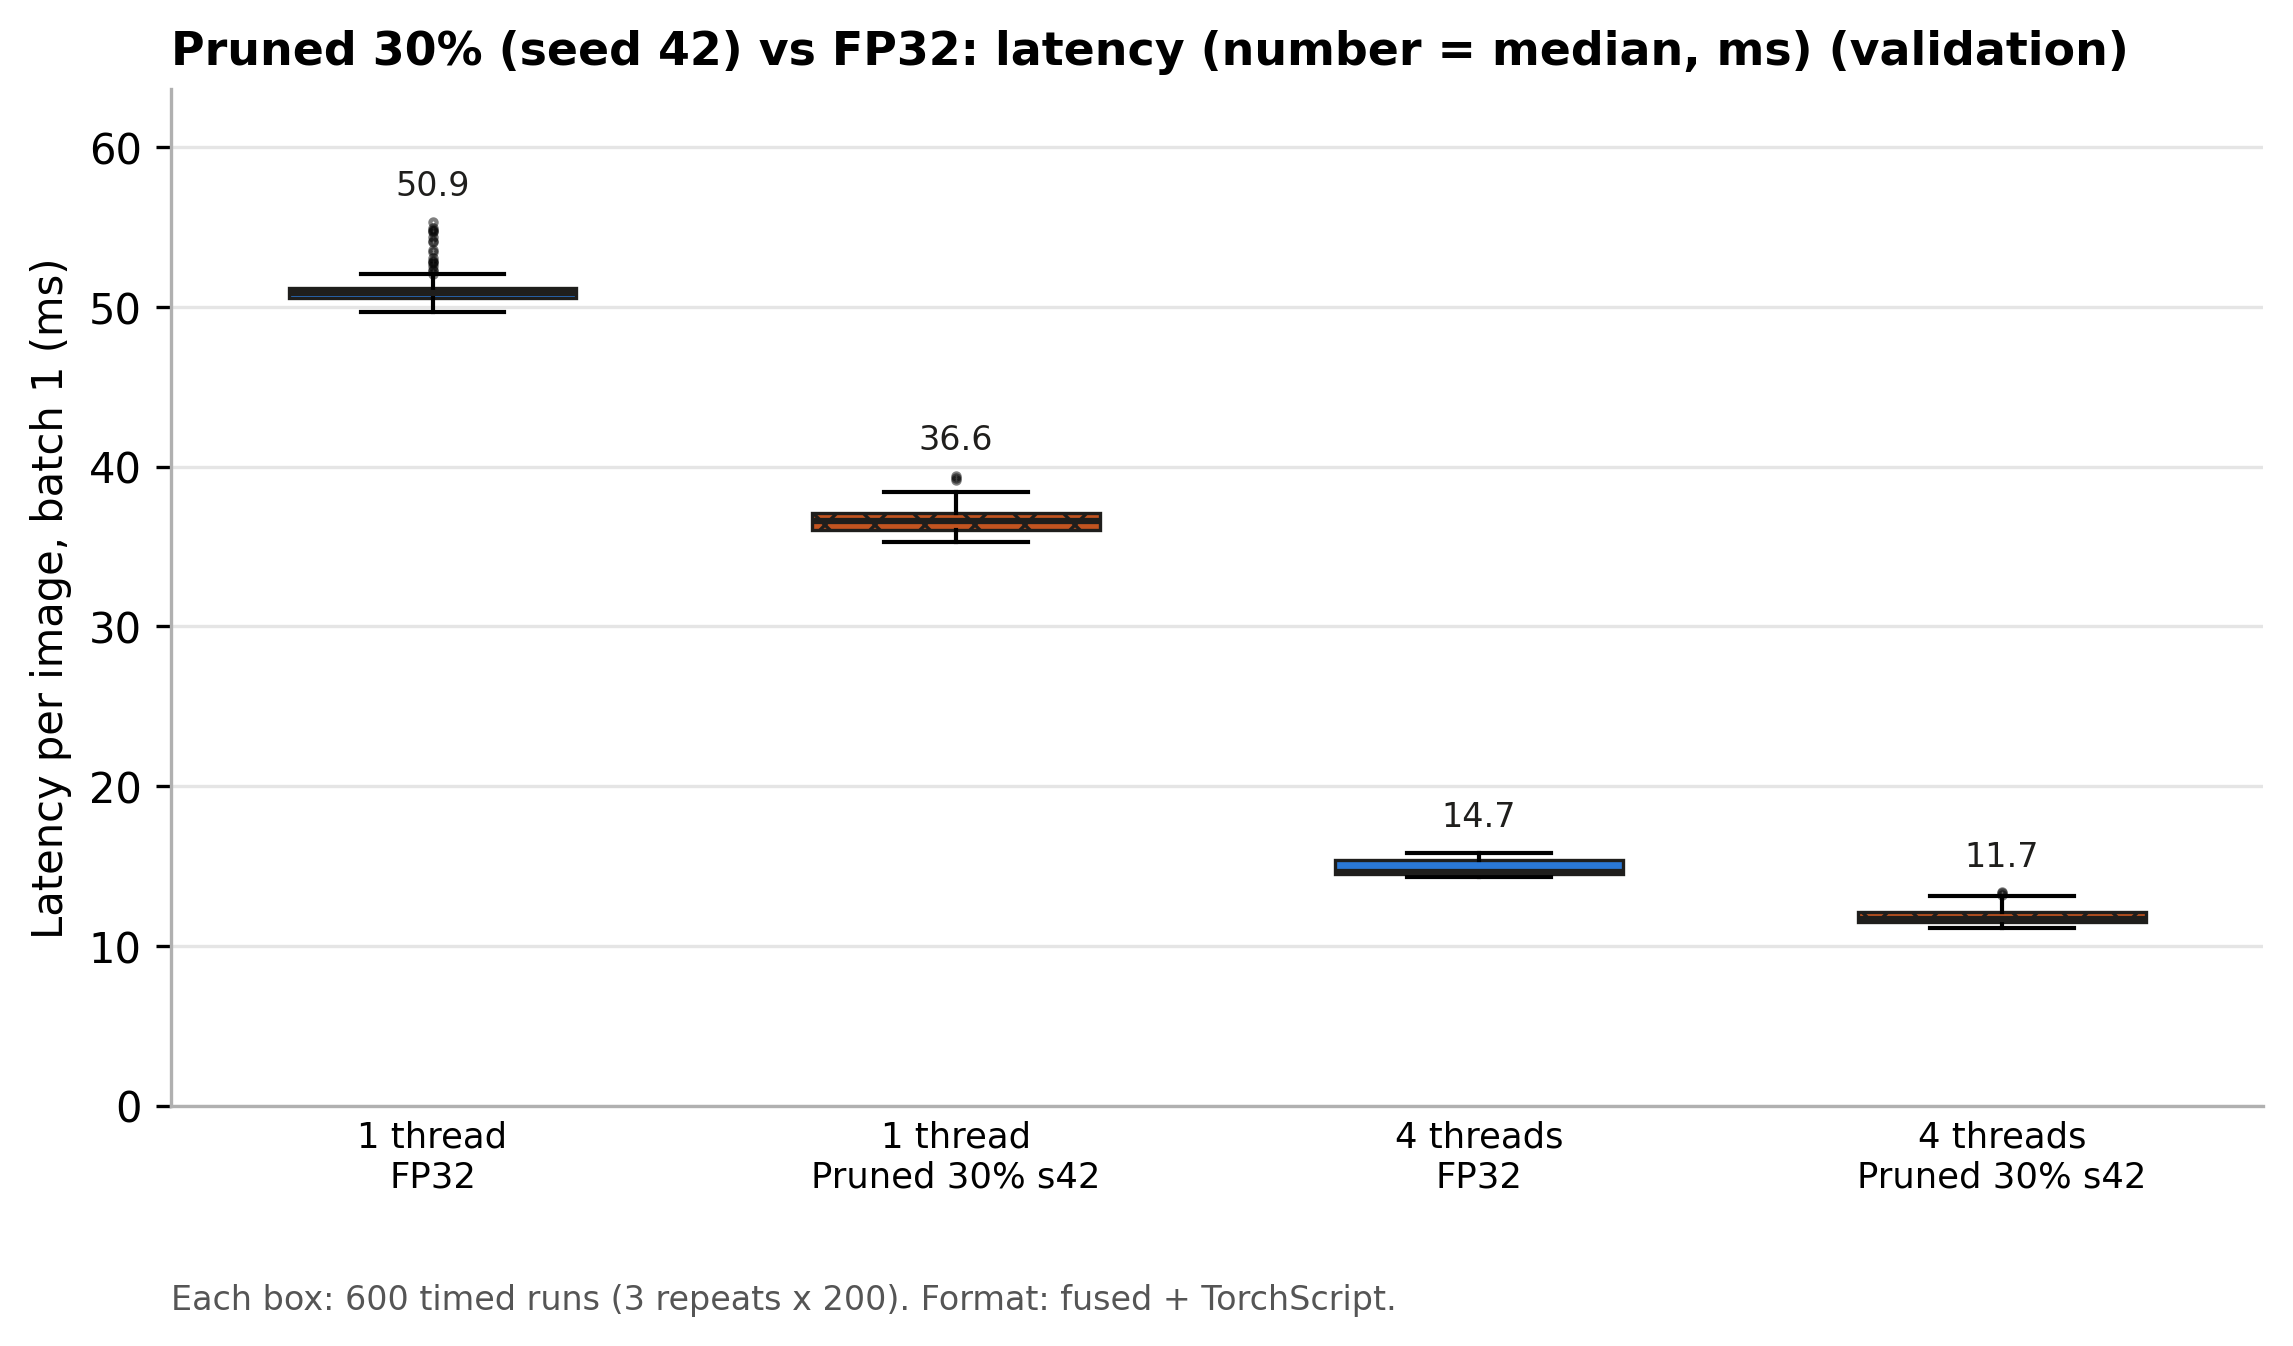 Pruned 30% (seed 42) vs FP32: latency (number = median, ms) (validation)
Latency per image, batch 1 (ms)
60
50
40
30
20
10
0
50.9
36.6
14.7
11.7
1 thread
FP32
1 thread
Pruned 30% s42
4 threads
FP32
4 threads
Pruned 30% s42
Each box: 600 timed runs (3 repeats x 200). Format: fused + TorchScript.